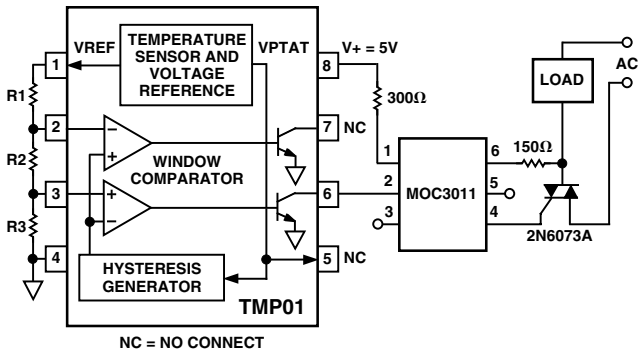 VREF
TEMPERATURE
SENSOR AND
VOLTAGE
REFERENCE
VPTAT
V+ = 5V
AC
1
8
LOAD
R1
300Ω
2
–
7
NC
150Ω
R2
+
WINDOW
COMPARATOR
1
6
3
+
6
2
MOC3011
5
–
3
4
R3
2N6073A
4
HYSTERESIS
GENERATOR
5
NC
TMP01
NC = NO CONNECT